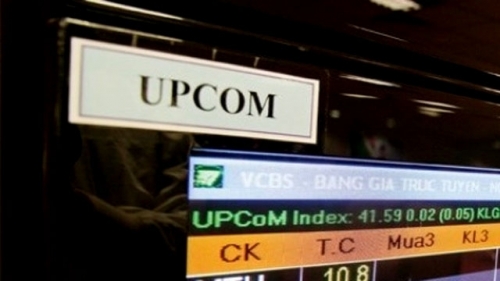 UPCOM
VCBS - BANG GIA TRUC TUYEN - H
UPCoM Index: 41.59 0.02 (0.05) KLG
CK T.C Mua3 KL3
10.8